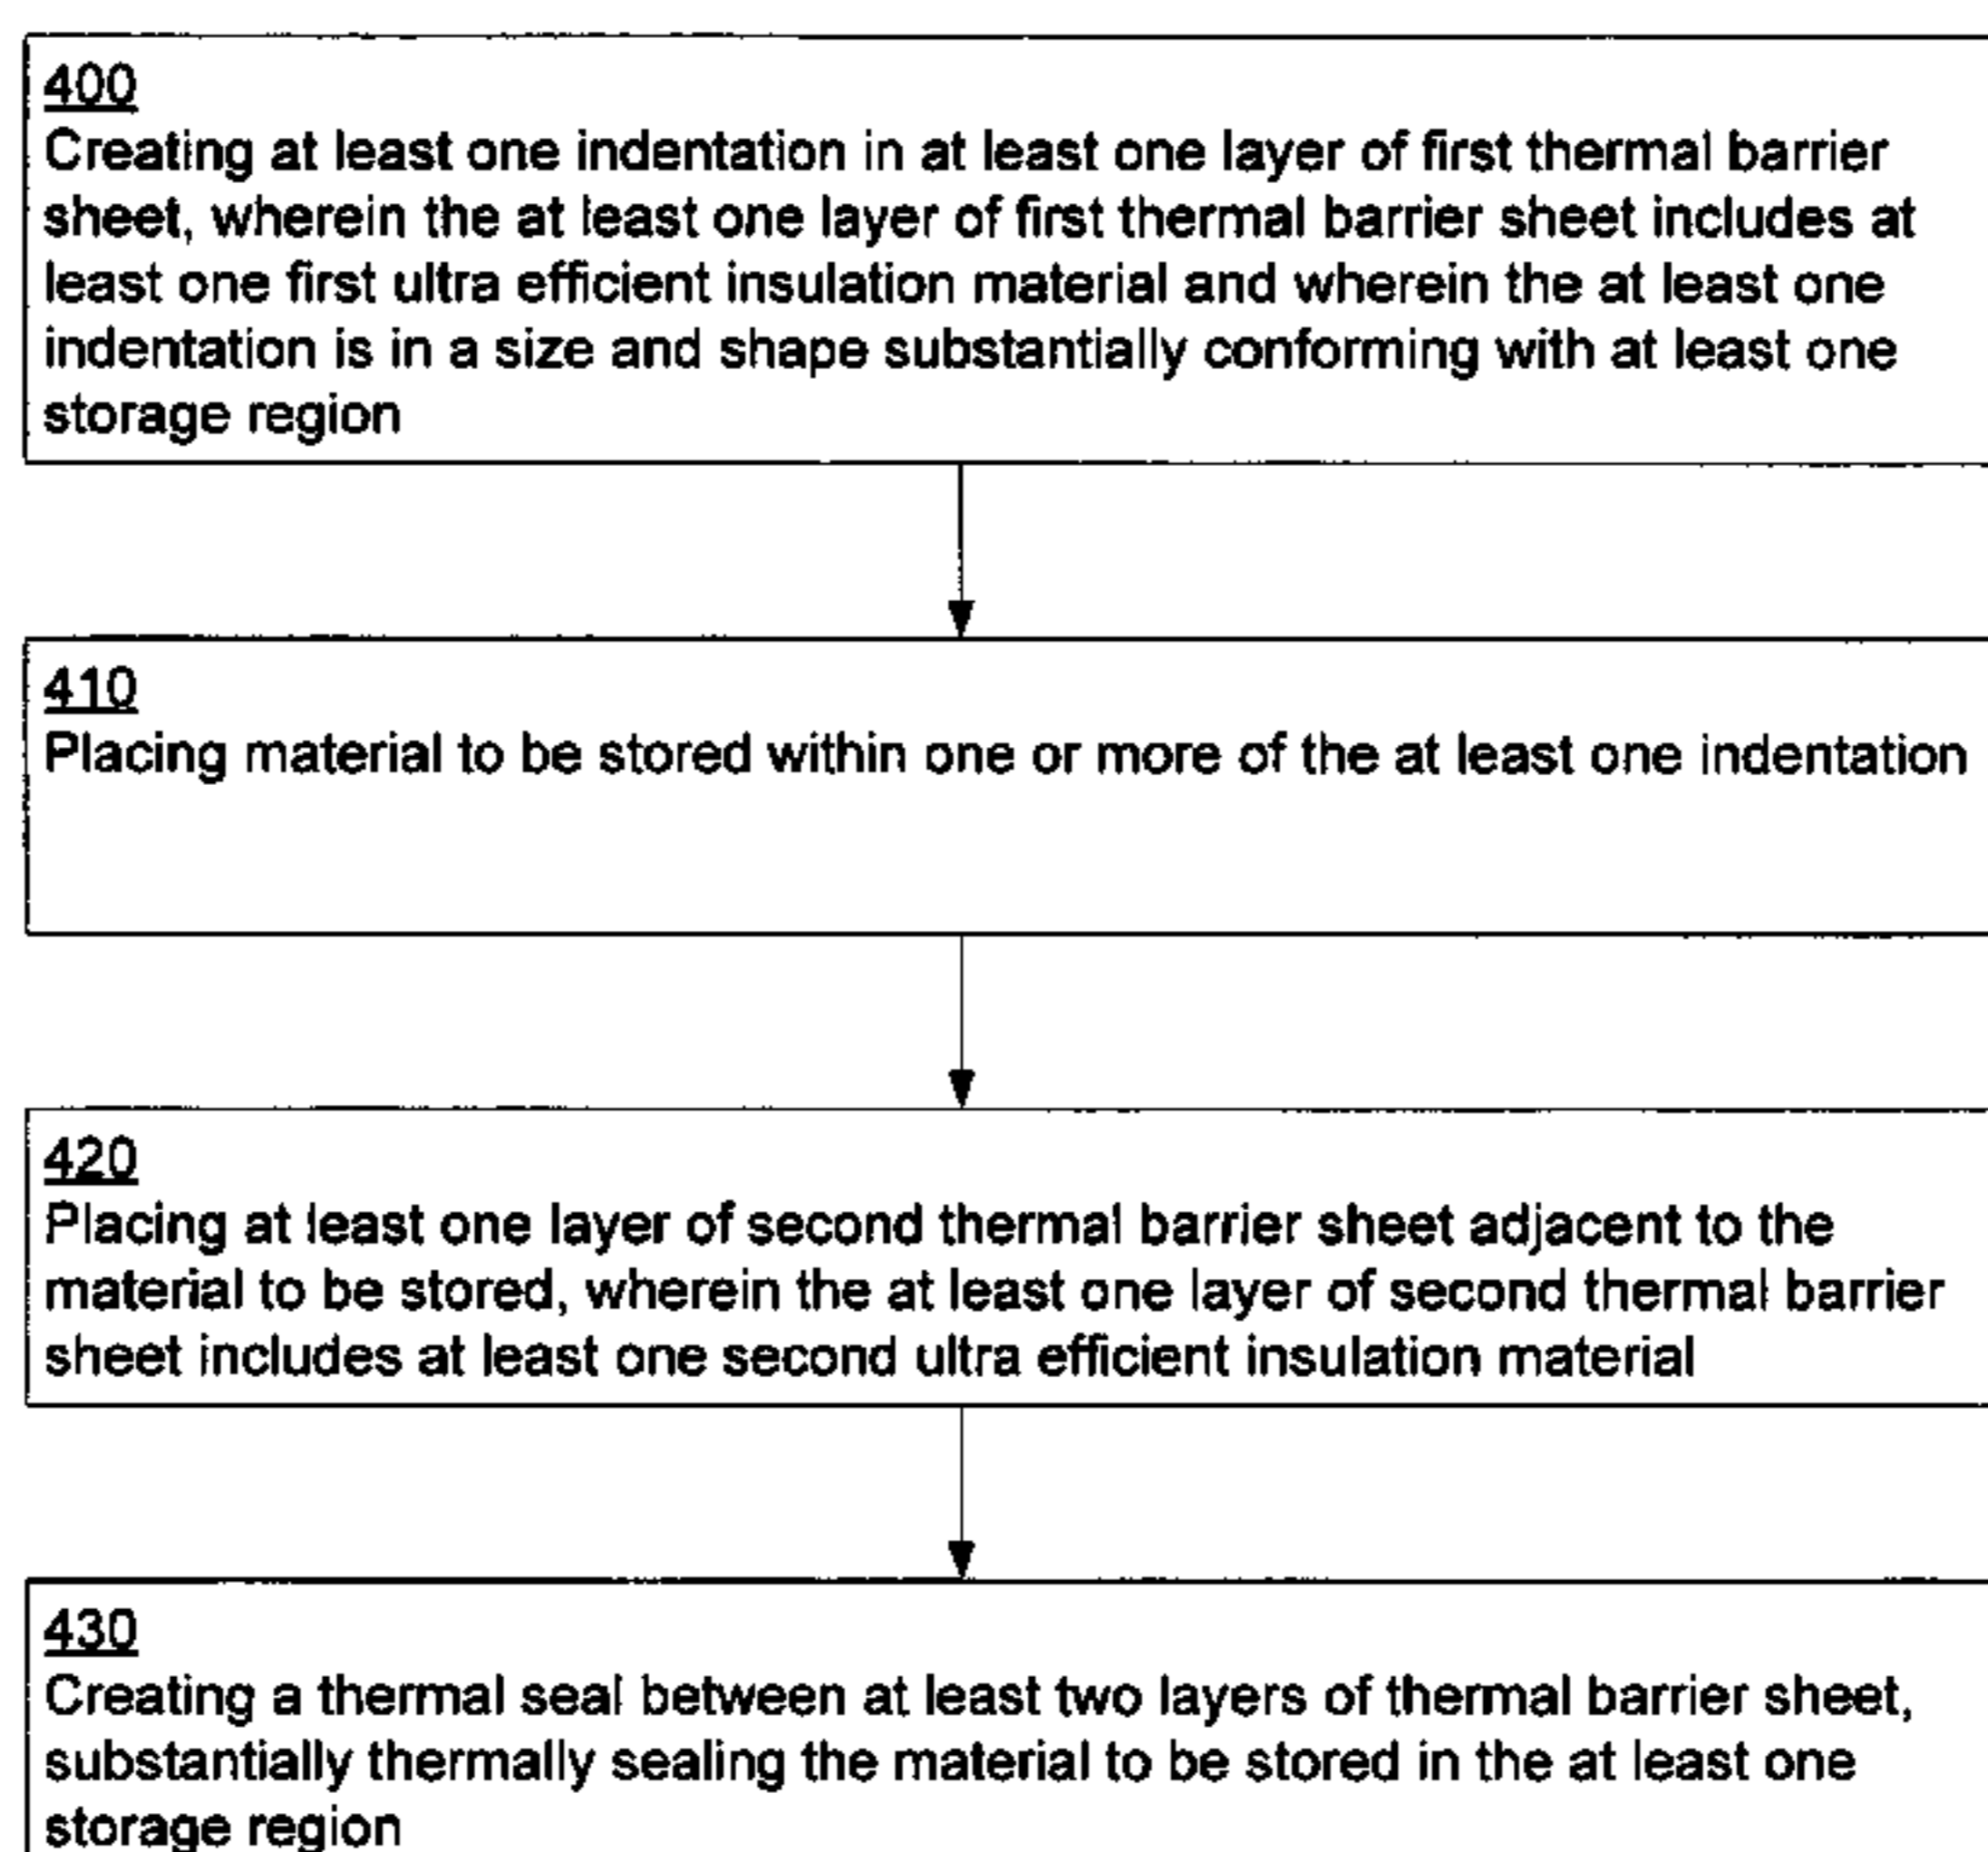 400
Creating at least one indentation in at least one layer of first thermal barrier
sheet, wherein the at least one layer of first thermal barrier sheet includes at
least one first ultra efficient insulation material and wherein the at least one
indentation is in a size and shape substantially conforming with at least one
storage region
410
Placing material to be stored within one or more of the at least one indentation
420
Placing at least one layer of second thermal barrier sheet adjacent to the
material to be stored, wherein the at least one layer of second thermal barrier
sheet includes at least one second ultra efficient insulation material
430
Creating a thermal seal between at least two layers of thermal barrier sheet,
substantially thermally sealing the material to be stored in the at least one
storage region